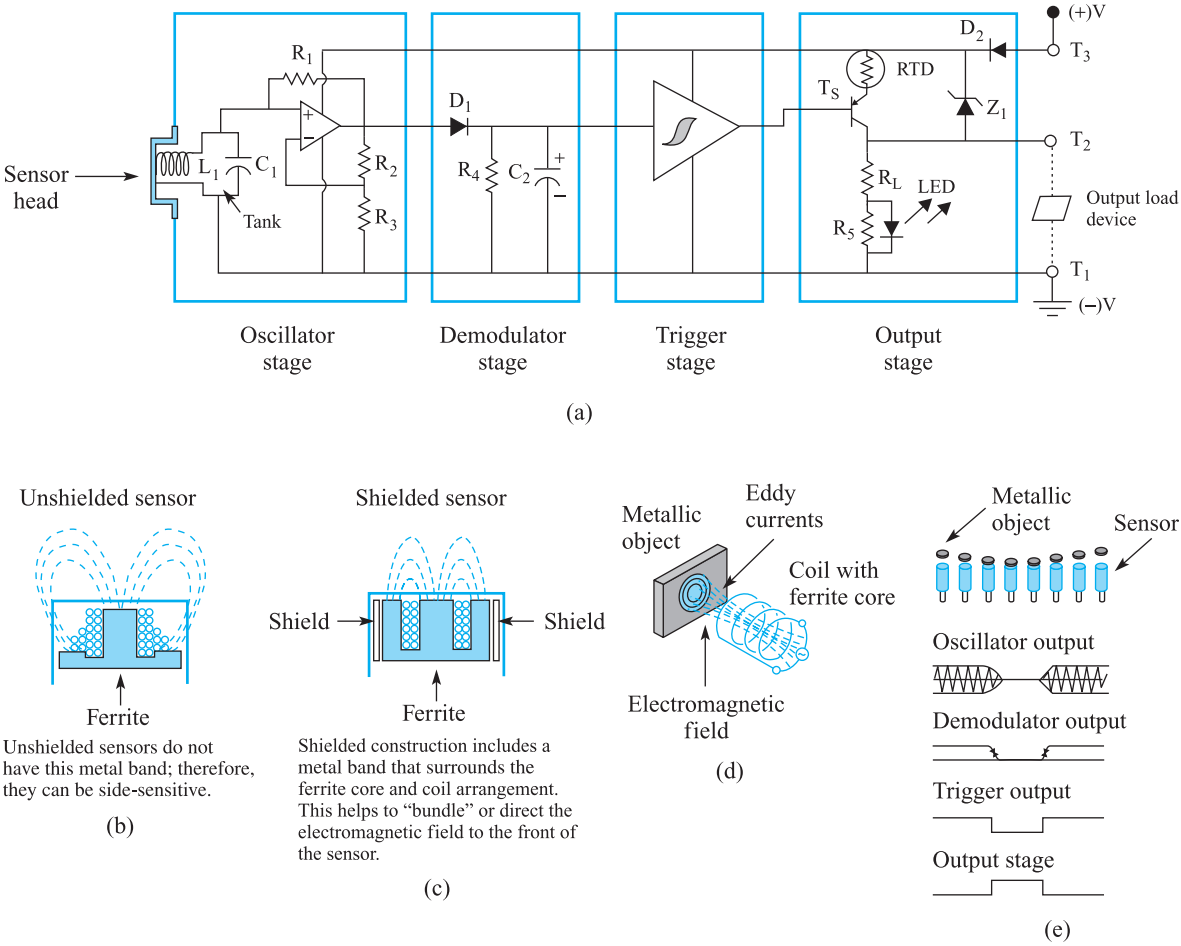 (+)V
D2
T3
R1
RTD
TS
D1
Z1
+
−
L1
C1
R2
R4
C2
+
−
T2
Sensor
head
Tank
R3
RL
LED
R5
Output load
device
T1
(−)V
Oscillator
stage
Demodulator
stage
Trigger
stage
Output
stage
(a)
Unshielded sensor
Ferrite
Unshielded sensors do not
have this metal band; therefore,
they can be side-sensitive.
(b)
Shielded sensor
Shield
Shield
Ferrite
Shielded construction includes a
metal band that surrounds the
ferrite core and coil arrangement.
This helps to “bundle” or direct the
electromagnetic field to the front of
the sensor.
(c)
Metallic
object
Eddy
currents
Coil with
ferrite core
Electromagnetic
field
(d)
Metallic
object
Sensor
Oscillator output
Demodulator output
Trigger output
Output stage
(e)